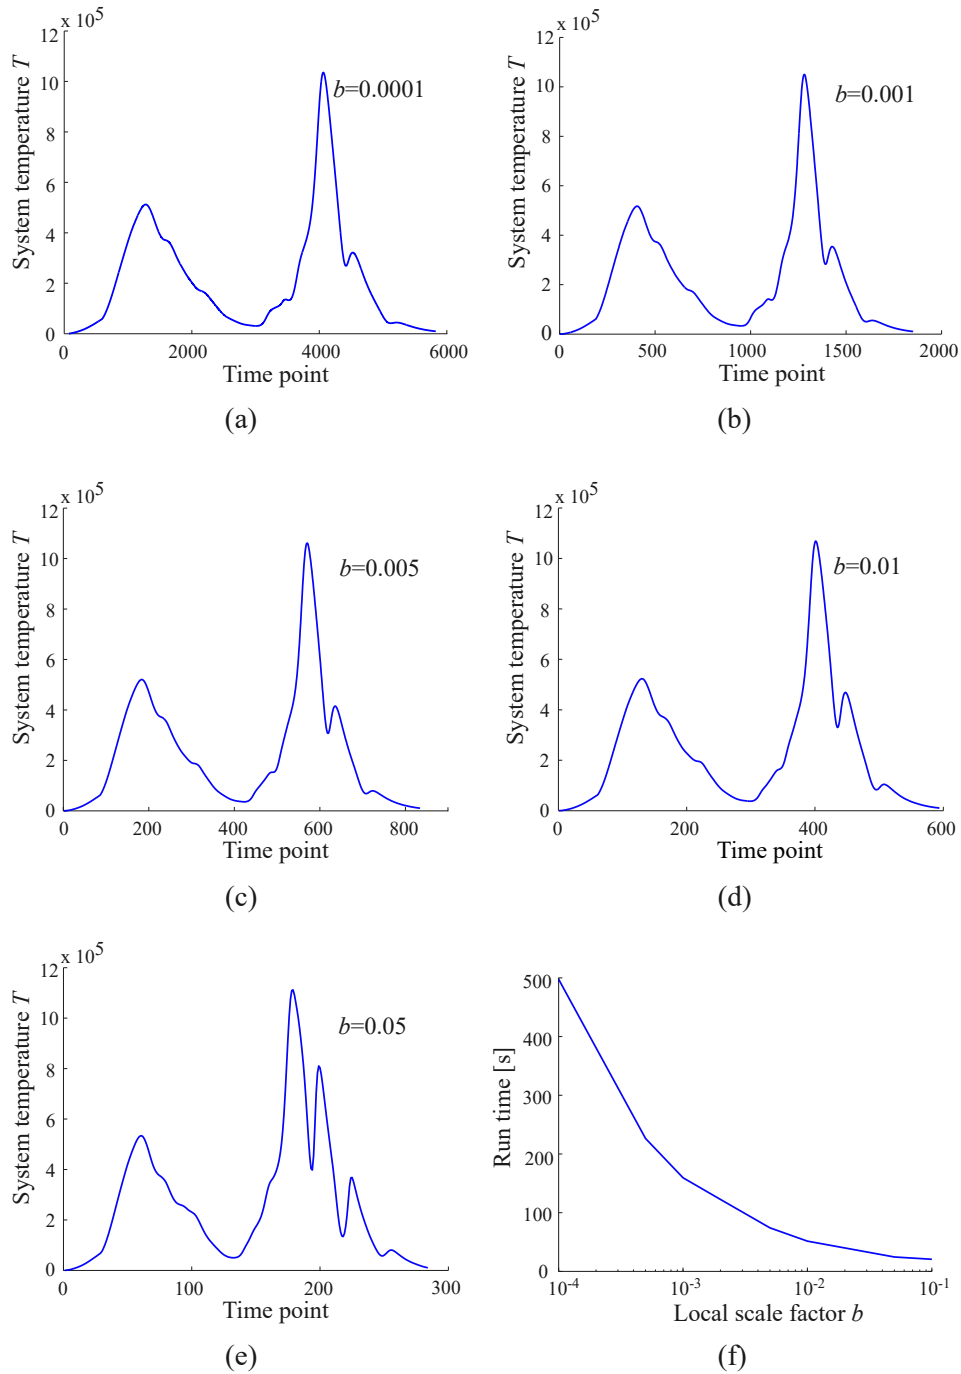 x 10^5
12
10
8
6
4
2
0
System temperature T
b=0.0001
0 2000 4000 6000
Time point
(a)
x 10^5
12
10
8
6
4
2
0
System temperature T
b=0.001
0 500 1000 1500 2000
Time point
(b)
x 10^5
12
10
8
6
4
2
0
System temperature T
b=0.005
0 200 400 600 800
Time point
(c)
x 10^5
12
10
8
6
4
2
0
System temperature T
b=0.01
0 200 400 600
Time point
(d)
x 10^5
12
10
8
6
4
2
0
System temperature T
b=0.05
0 100 200 300
Time point
(e)
500
400
300
200
100
0
Run time [s]
10^-4 10^-3 10^-2 10^-1
Local scale factor b
(f)